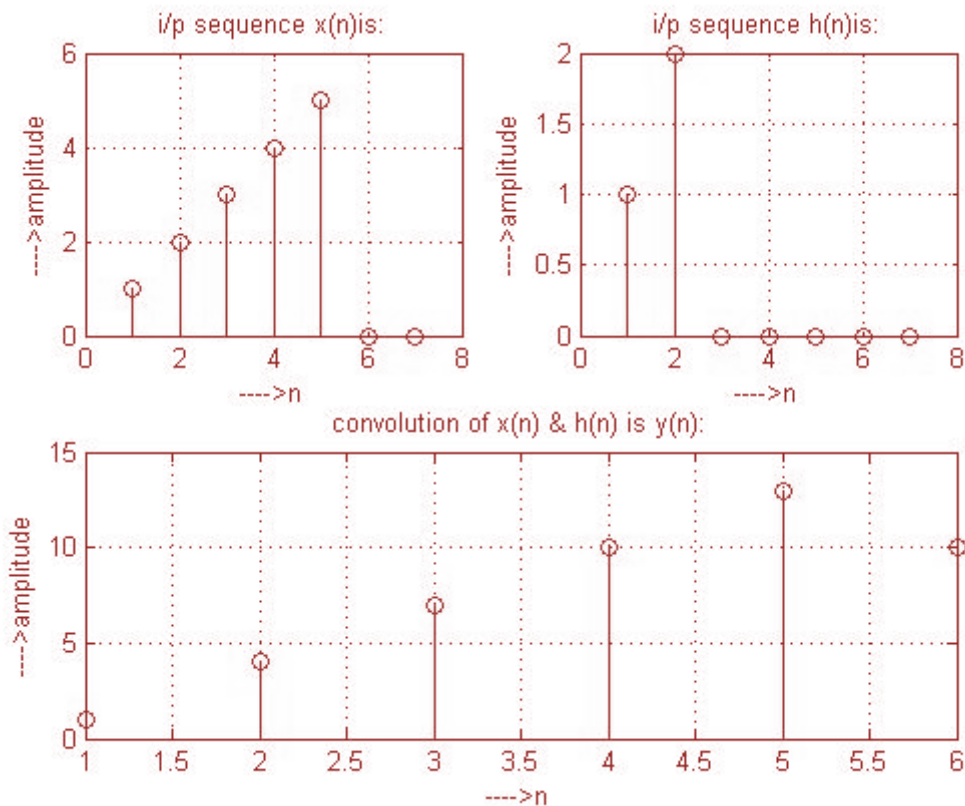 i/p sequence x(n)is:
6
4
2
0
---->amplitude
0 2 4 6 8
---->n
i/p sequence h(n)is:
2
1.5
1
0.5
0
---->amplitude
0 2 4 6 8
---->n
convolution of x(n) & h(n) is y(n):
15
10
5
0
---->amplitude
1 1.5 2 2.5 3 3.5 4 4.5 5 5.5 6
---->n